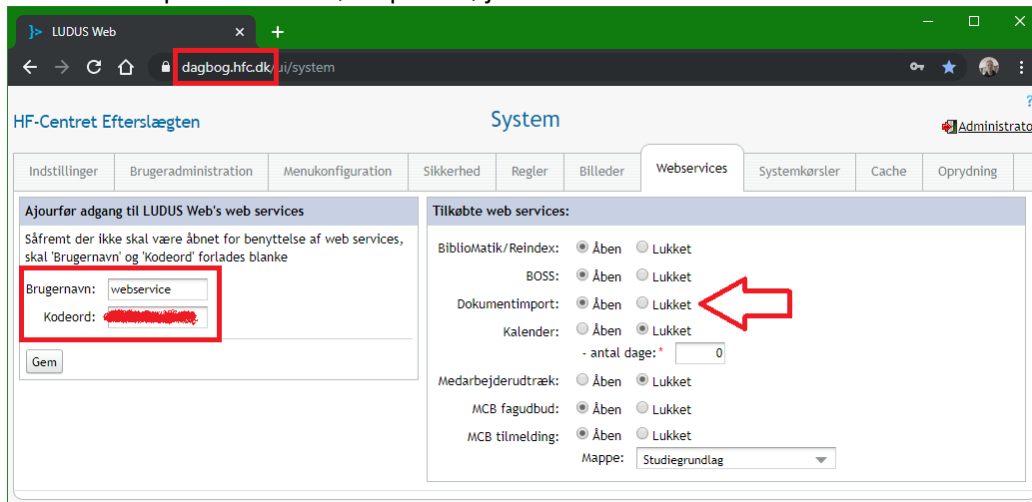 LUDUS Web
dagbog.hfc.dk/ui/system
?
HF-Centret Efterslægten
System
Administrato
Indstillinger Brugeradministration Menukonfiguration Sikkerhed Regler Billeder Webservices Systemkørsler Cache Oprydning
Ajourfør adgang til LUDUS Web's web services
Såfremt der ikke skal være åbnet for benyttelse af web services,
skal 'Brugernavn' og 'Kodeord' forlades blanke
Brugernavn: webservice
Kodeord:
Gem
Tilkøbte web services:
BiblioMatik/Reindex: Åben Lukket
BOSS: Åben Lukket
Dokumentimport: Åben Lukket
Kalender: Åben Lukket
- antal dage:* 0
Medarbejderudtræk: Åben Lukket
MCB fagudbud: Åben Lukket
MCB tilmelding: Åben Lukket
Mappe: Studiegrundlag